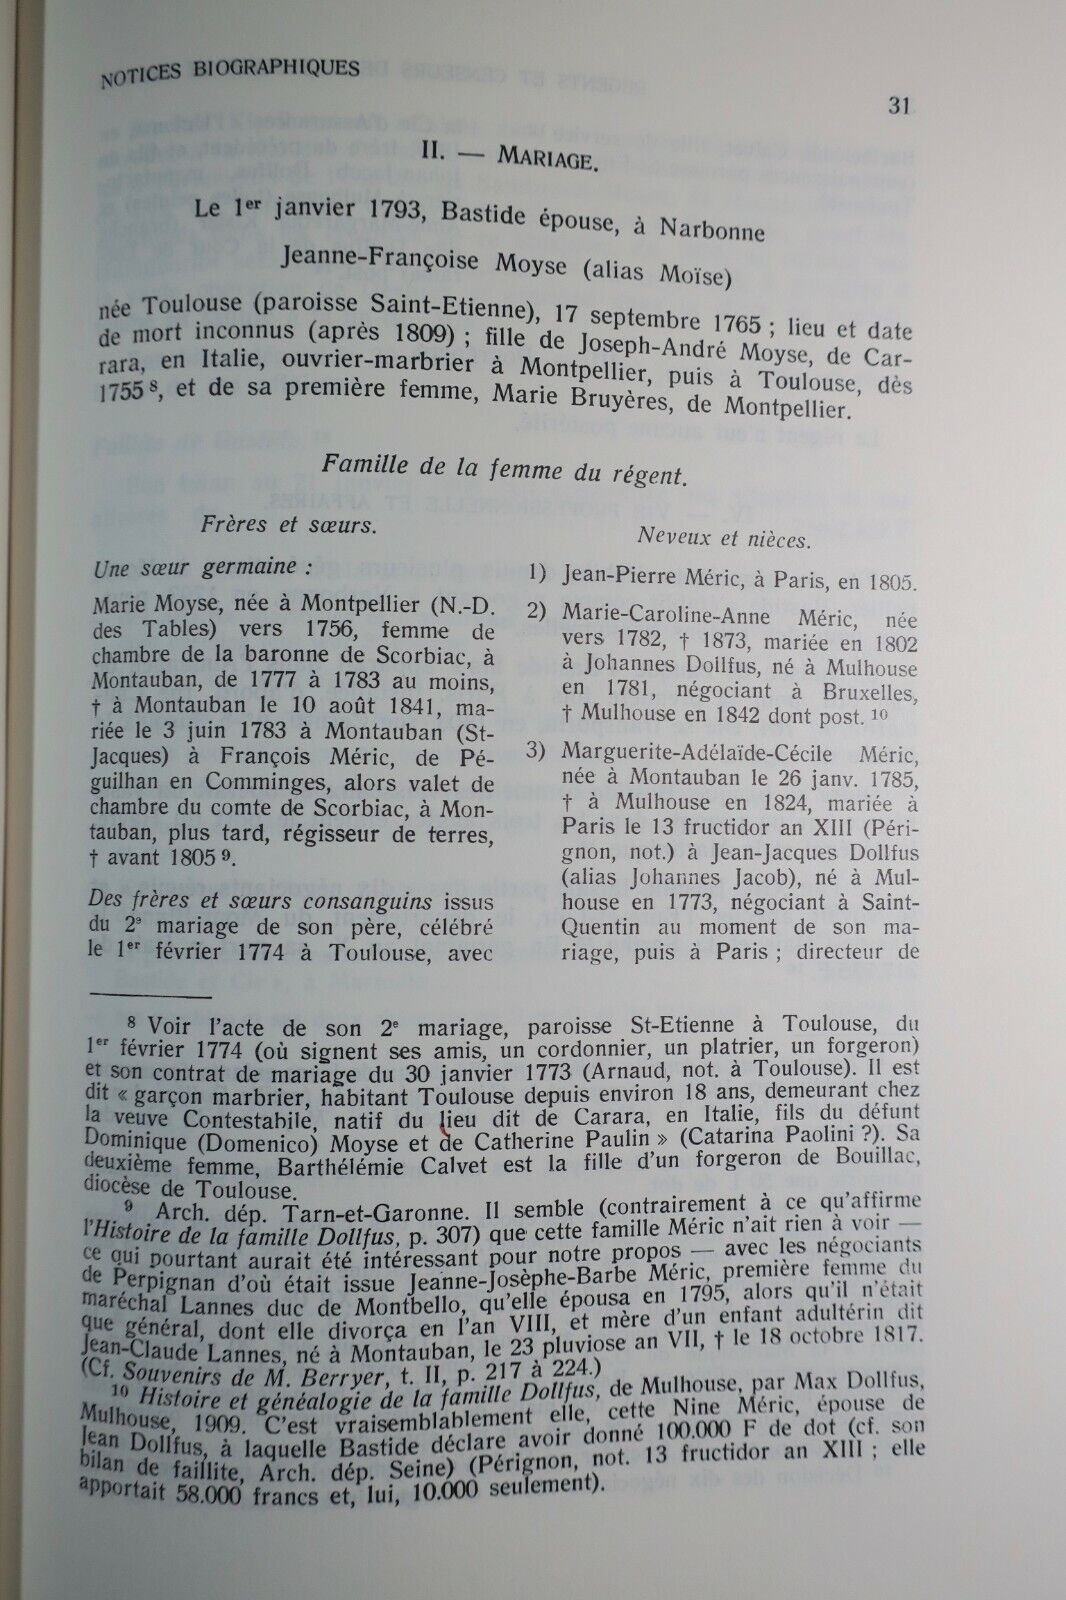 NOTICES BIOGRAPHIQUES
31
II. — MARIAGE.
Le 1er janvier 1793, Bastide épouse, à Narbonne
Jeanne-Françoise Moyse (alias Moïse)
née Toulouse (paroisse Saint-Etienne), 17 septembre 1765 ; lieu et date
de mort inconnus (après 1809) ; fille de Joseph-André Moyse, de Car-
rara, en Italie, ouvrier-marbrier à Montpellier, puis à Toulouse, dès
1755 8, et de sa première femme, Marie Bruyères, de Montpellier.
Famille de la femme du régent.
Frères et sœurs.
Une sœur germaine :
Marie Moyse, née à Montpellier (N.-D.
des Tables) vers 1756, femme de
chambre de la baronne de Scorbiac, à
Montauban, de 1777 à 1783 au moins,
† à Montauban le 10 août 1841, ma-
riée le 3 juin 1783 à Montauban (St-
Jacques) à François Méric, de Pé-
guilhan en Comminges, alors valet de
chambre du comte de Scorbiac, à Mon-
tauban, plus tard, régisseur de terres,
† avant 1805 9.
Des frères et sœurs consanguins issus
du 2e mariage de son père, célébré
le 1er février 1774 à Toulouse, avec
Neveux et nièces.
1) Jean-Pierre Méric, à Paris, en 1805.
2) Marie-Caroline-Anne Méric, née
vers 1782, † 1873, mariée en 1802
à Johannes Dollfus, né à Mulhouse
en 1781, négociant à Bruxelles,
† Mulhouse en 1842 dont post. 10
3) Marguerite-Adélaïde-Cécile Méric,
née à Montauban le 26 janv. 1785,
† à Mulhouse en 1824, mariée à
Paris le 13 fructidor an XIII (Péri-
gnon, not.) à Jean-Jacques Dollfus
(alias Johannes Jacob), né à Mul-
house en 1773, négociant à Saint-
Quentin au moment de son ma-
riage, puis à Paris ; directeur de
8 Voir l'acte de son 2e mariage, paroisse St-Etienne à Toulouse, du
1er février 1774 (où signent ses amis, un cordonnier, un platrier, un forgeron)
et son contrat de mariage du 30 janvier 1773 (Arnaud, not. à Toulouse). Il est
dit « garçon marbrier, habitant Toulouse depuis environ 18 ans, demeurant chez
la veuve Contestabile, natif du lieu dit de Carara, en Italie, fils du défunt
Dominique (Domenico) Moyse et de Catherine Paulin » (Catarina Paolini ?). Sa
deuxième femme, Barthélémie Calvet est la fille d'un forgeron de Bouillac,
diocèse de Toulouse.
9 Arch. dép. Tarn-et-Garonne. Il semble (contrairement à ce qu'affirme
l'Histoire de la famille Dollfus, p. 307) que cette famille Méric n'ait rien à voir —
ce qui pourtant aurait été intéressant pour notre propos — avec les négociants
de Perpignan d'où était issue Jeanne-Josèphe-Barbe Méric, première femme du
maréchal Lannes duc de Montbello, qu'elle épousa en 1795, alors qu'il n'était
que général, dont elle divorça en l'an VIII, et mère d'un enfant adultérin dit
Jean-Claude Lannes, né à Montauban, le 23 pluviose an VII, † le 18 octobre 1817.
(Cf. Souvenirs de M. Berryer, t. II, p. 217 à 224.)
10 Histoire et généalogie de la famille Dollfus, de Mulhouse, par Max Dollfus,
Mulhouse, 1909. C'est vraisemblablement elle, cette Nine Méric, épouse de
Jean Dollfus, à laquelle Bastide déclare avoir donné 100.000 F de dot (cf. son
bilan de faillite, Arch. dép. Seine) (Pérignon, not. 13 fructidor an XIII ; elle
apportait 58.000 francs et, lui, 10.000 seulement).